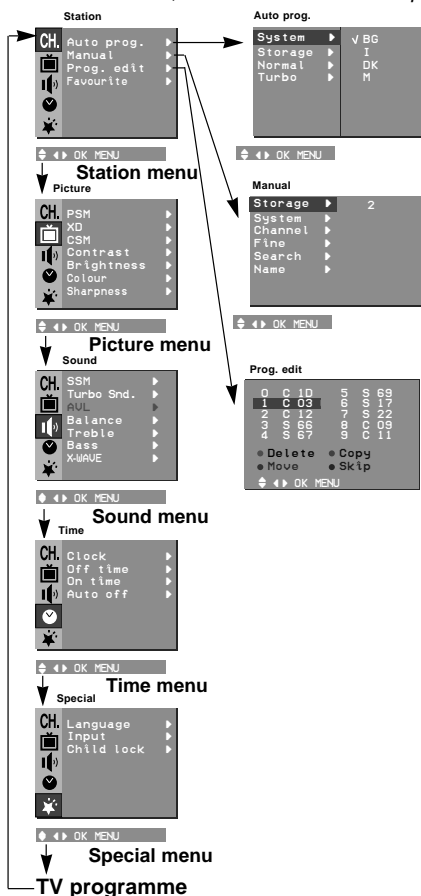 Station
CH.
Auto prog.
Manual
Prog. edit
Favourite
OK MENU
Station menu
Auto prog.
System √ BG
Storage I
Normal DK
Turbo M
OK MENU
Picture
CH.
PSM
XD
CSM
Contrast
Brightness
Colour
Sharpness
OK MENU
Picture menu
Manual
Storage 2
System
Channel
Fine
Search
Name
OK MENU
Sound
CH.
SSM
Turbo Snd.
AVL
Balance
Treble
Bass
X-WAVE
OK MENU
Sound menu
Prog. edit
0 C 1D 5 S 69
1 C 03 6 S 17
2 C 12 7 S 22
3 S 66 8 C 09
4 S 67 9 C 11
Delete Copy
Move Skip
OK MENU
Time
CH.
Clock
Off time
On time
Auto off
OK MENU
Time menu
Special
CH.
Language
Input
Child lock
OK MENU
Special menu
TV programme